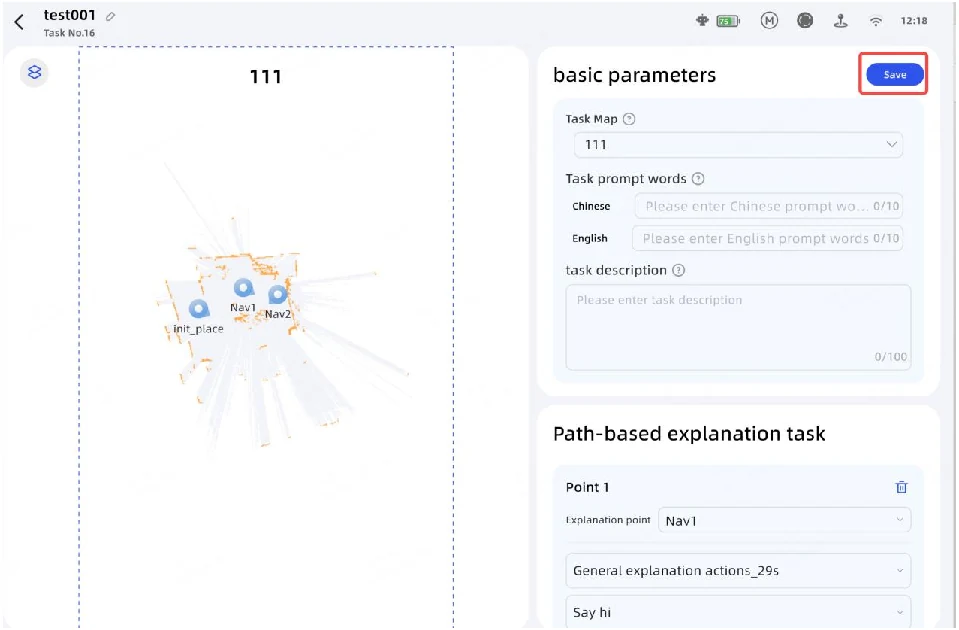 test001
Task No.16
75
M
12:18
111
init_place
Nav1
Nav2
basic parameters
Save
Task Map ?
111
Task prompt words ?
Chinese
Please enter Chinese prompt wo... 0/10
English
Please enter English prompt words 0/10
task description ?
Please enter task description
0/100
Path-based explanation task
Point 1
Explanation point Nav1
General explanation actions_29s
Say hi